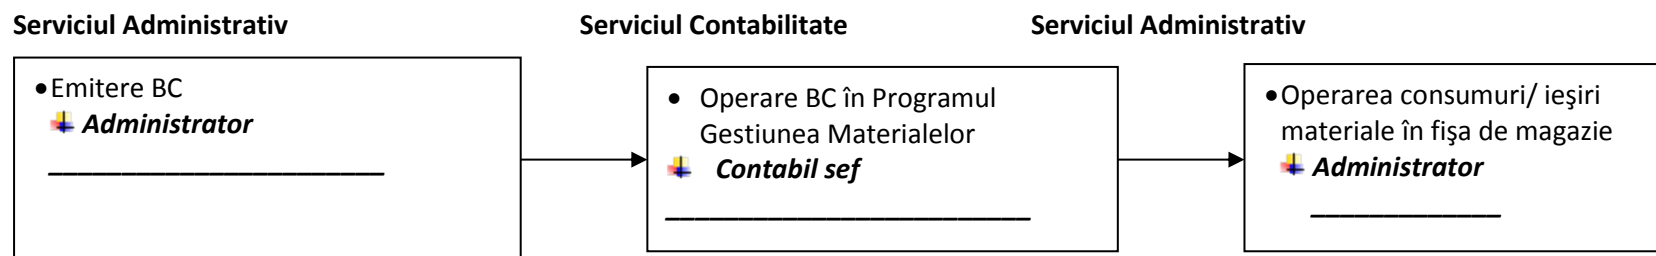 Serviciul Administrativ
Serviciul Contabilitate
Serviciul Administrativ
•Emitere BC
Administrator
• Operare BC în Programul
Gestiunea Materialelor
Contabil sef
•Operarea consumuri/ ieşiri
materiale în fişa de magazie
Administrator